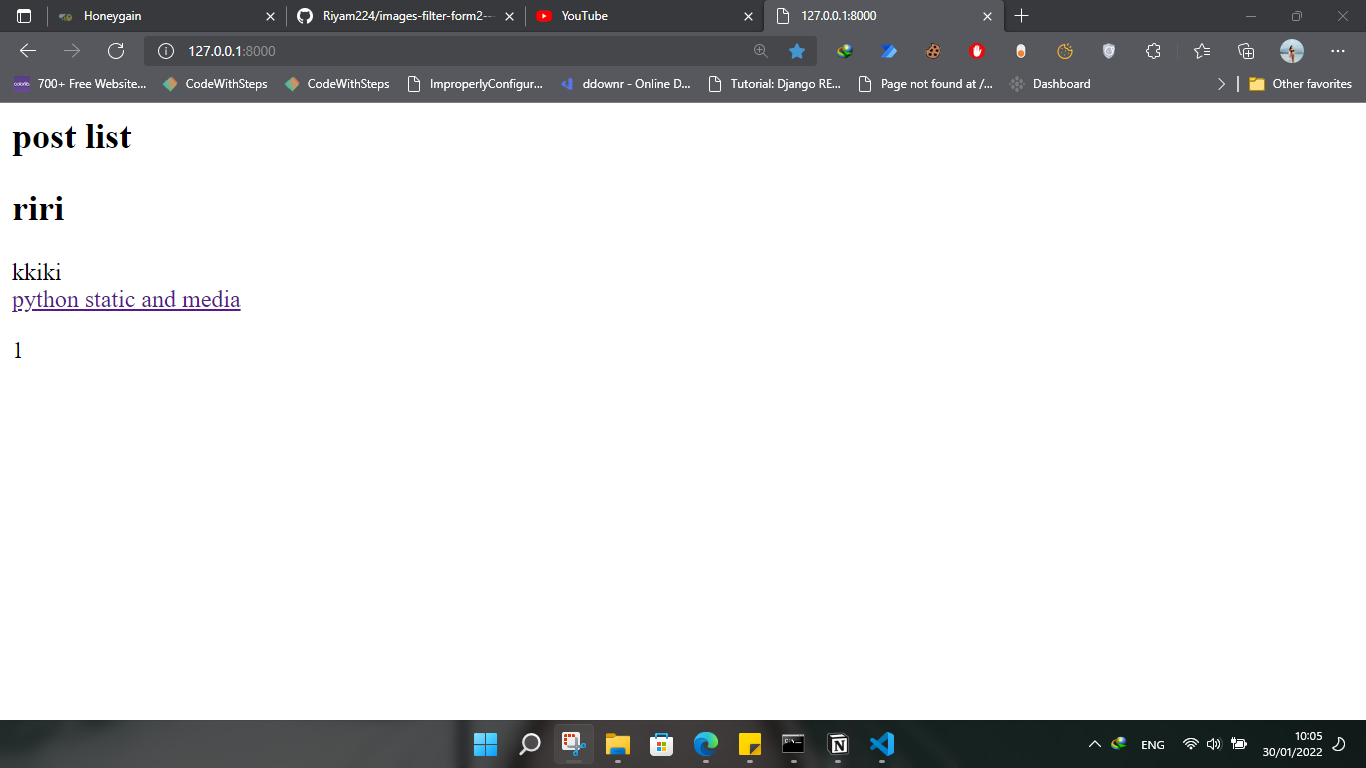 Honeygain
Riyam224/images-filter-form2--
YouTube
127.0.0.1:8000
127.0.0.1:8000
700+ Free Website...
CodeWithSteps
CodeWithSteps
ImproperlyConfigur...
ddownr - Online D...
Tutorial: Django RE...
Page not found at /...
Dashboard
Other favorites
post list
riri
kkiki
python static and media
1
ENG
10:05
30/01/2022